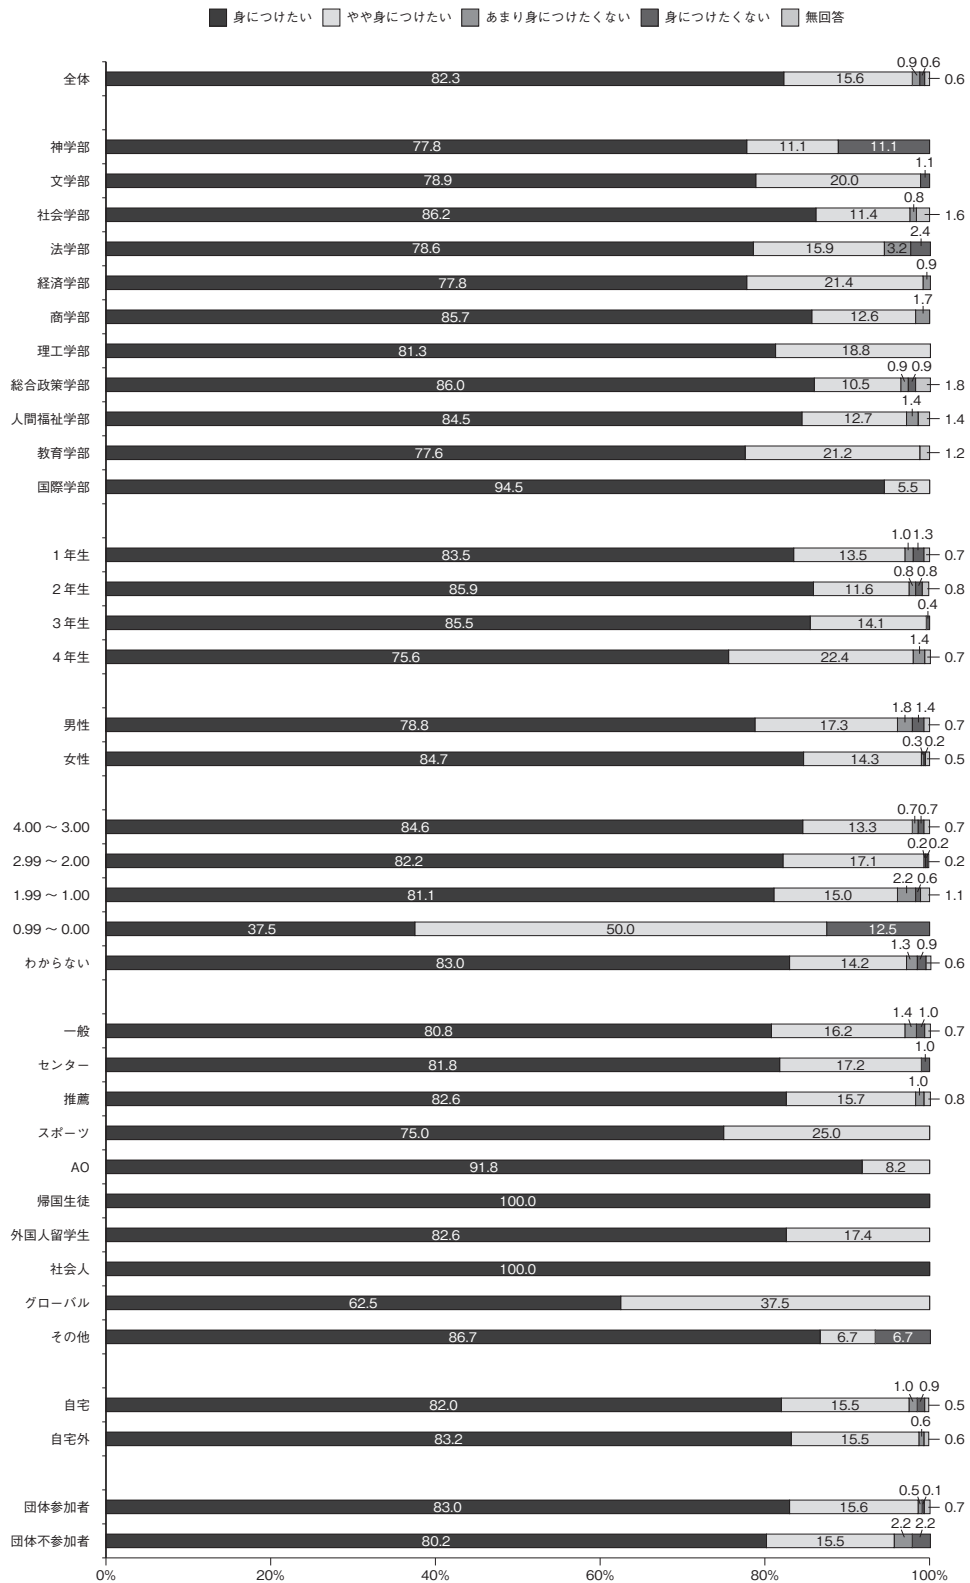 身につけたい やや身につけたい あまり身につけたくない 身につけたくない 無回答
0.9 0.6
全体 82.3 15.6 0.6
神学部 77.8 11.1 11.1
1.1
文学部 78.9 20.0
0.8
社会学部 86.2 11.4 1.6
2.4
法学部 78.6 15.9 3.2
0.9
経済学部 77.8 21.4
1.7
商学部 85.7 12.6
理工学部 81.3 18.8
0.9 0.9
総合政策学部 86.0 10.5 1.8
1.4
人間福祉学部 84.5 12.7 1.4
教育学部 77.6 21.2 1.2
国際学部 94.5 5.5
1.0 1.3
1年生 83.5 13.5 0.7
0.8 0.8
2年生 85.9 11.6 0.8
0.4
3年生 85.5 14.1
1.4
4年生 75.6 22.4 0.7
1.8 1.4
男性 78.8 17.3 0.7
0.3 0.2
女性 84.7 14.3 0.5
0.7 0.7
4.00 ～ 3.00 84.6 13.3 0.7
0.2 0.2
2.99 ～ 2.00 82.2 17.1 0.2
2.2 0.6
1.99 ～ 1.00 81.1 15.0 1.1
0.99 ～ 0.00 37.5 50.0 12.5
1.3 0.9
わからない 83.0 14.2 0.6
1.4 1.0
一般 80.8 16.2 0.7
1.0
センター 81.8 17.2
1.0
推薦 82.6 15.7 0.8
スポーツ 75.0 25.0
AO 91.8 8.2
帰国生徒 100.0
外国人留学生 82.6 17.4
社会人 100.0
グローバル 62.5 37.5
その他 86.7 6.7 6.7
1.0 0.9
自宅 82.0 15.5 0.5
0.6
自宅外 83.2 15.5 0.6
0.5 0.1
団体参加者 83.0 15.6 0.7
2.2 2.2
団体不参加者 80.2 15.5
0% 20% 40% 60% 80% 100%